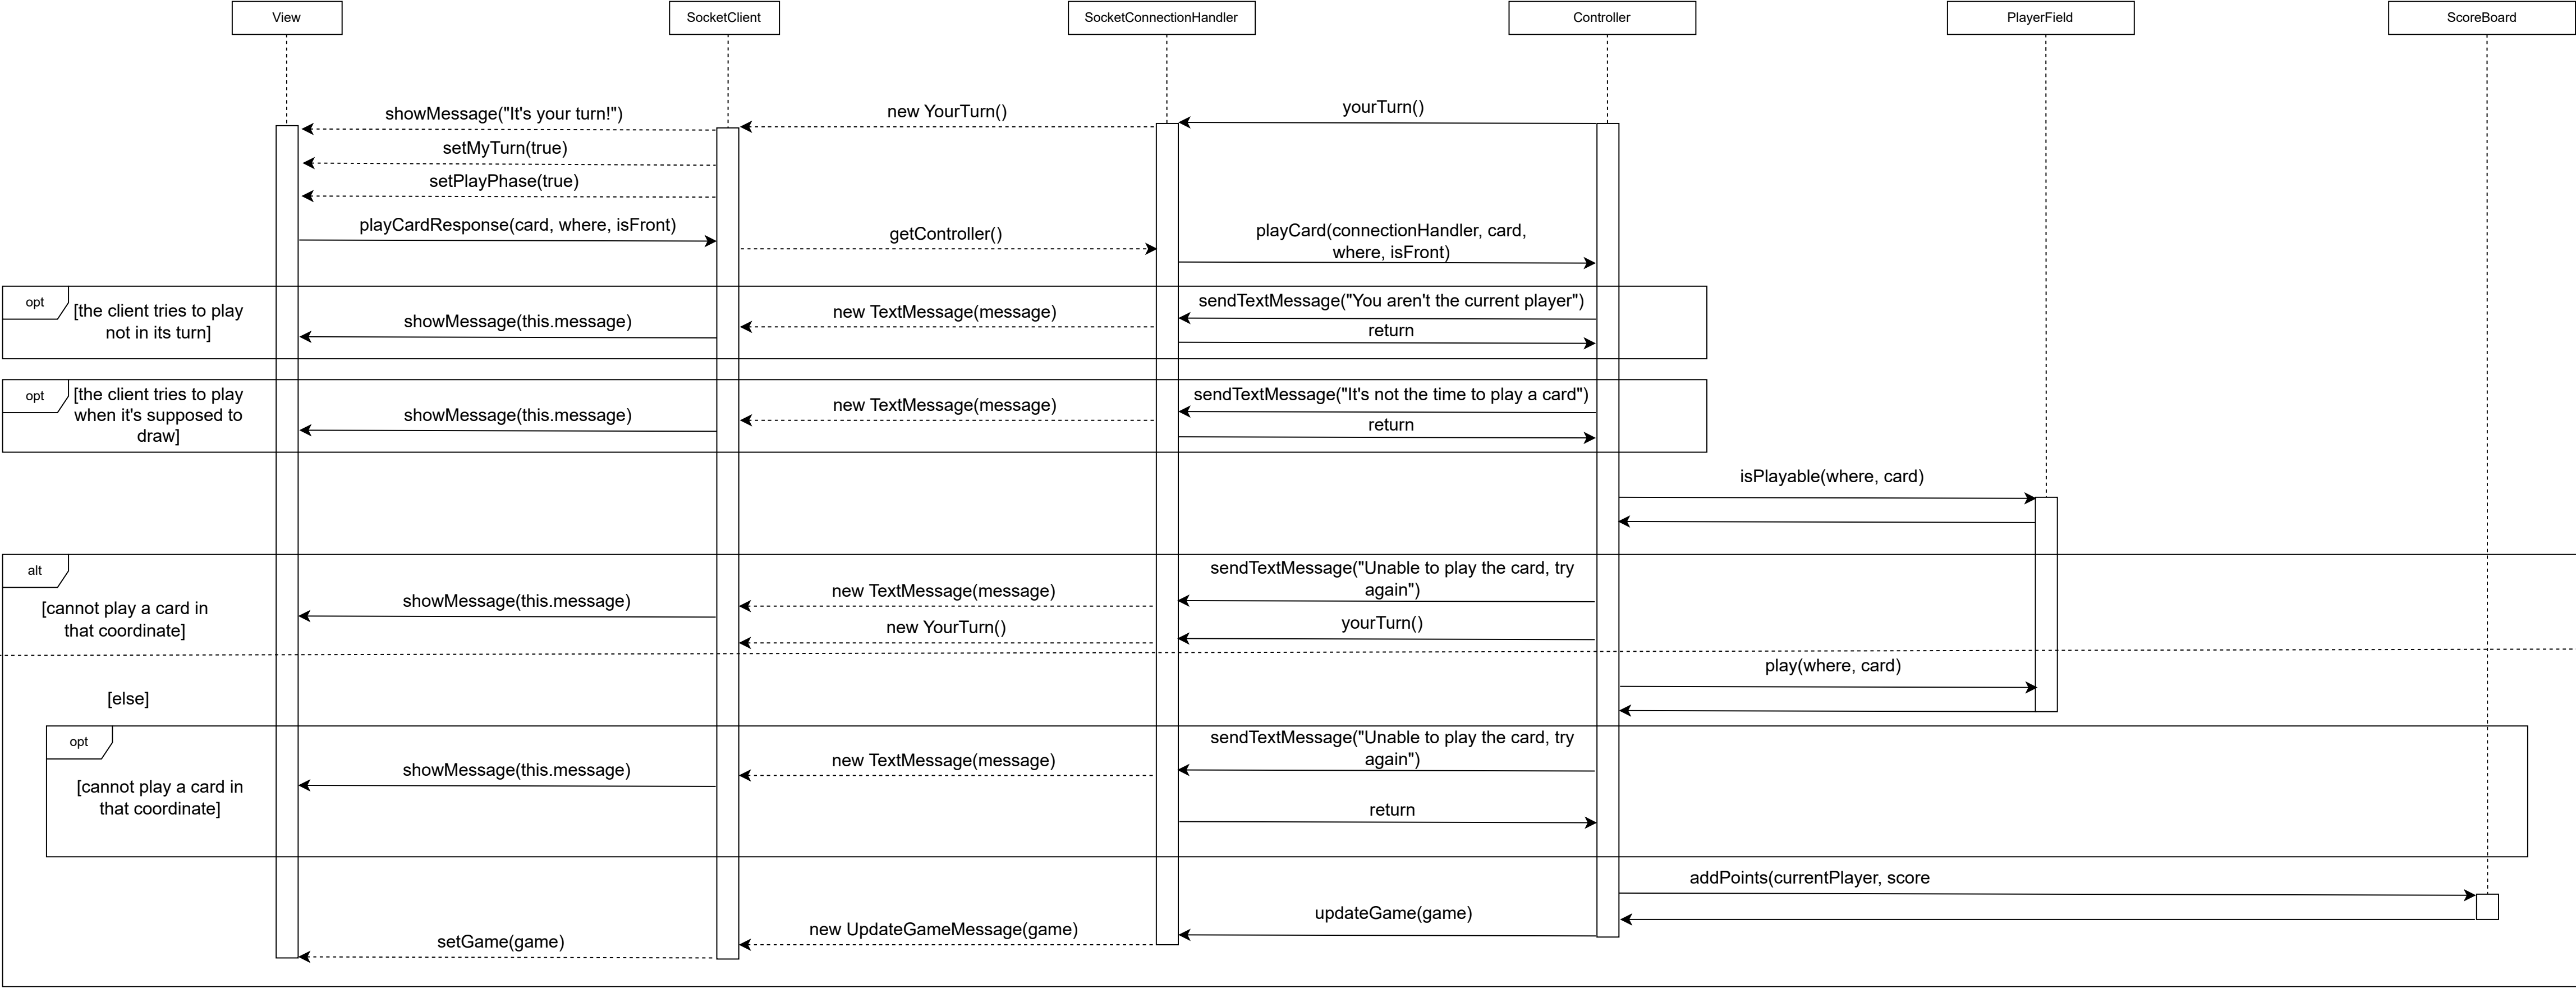 View
SocketClient
SocketConnectionHandler
Controller
PlayerField
ScoreBoard
showMessage("It's your turn!")
new YourTurn()
yourTurn()
setMyTurn(true)
setPlayPhase(true)
playCardResponse(card, where, isFront)
getController()
playCard(connectionHandler, card,
where, isFront)
opt
[the client tries to play
not in its turn]
showMessage(this.message)
new TextMessage(message)
sendTextMessage("You aren't the current player")
return
opt
[the client tries to play
when it's supposed to
draw]
showMessage(this.message)
new TextMessage(message)
sendTextMessage("It's not the time to play a card")
return
isPlayable(where, card)
alt
[cannot play a card in
that coordinate]
showMessage(this.message)
new TextMessage(message)
sendTextMessage("Unable to play the card, try
again")
new YourTurn()
yourTurn()
play(where, card)
[else]
opt
[cannot play a card in
that coordinate]
showMessage(this.message)
new TextMessage(message)
sendTextMessage("Unable to play the card, try
again")
return
addPoints(currentPlayer, score
updateGame(game)
new UpdateGameMessage(game)
setGame(game)